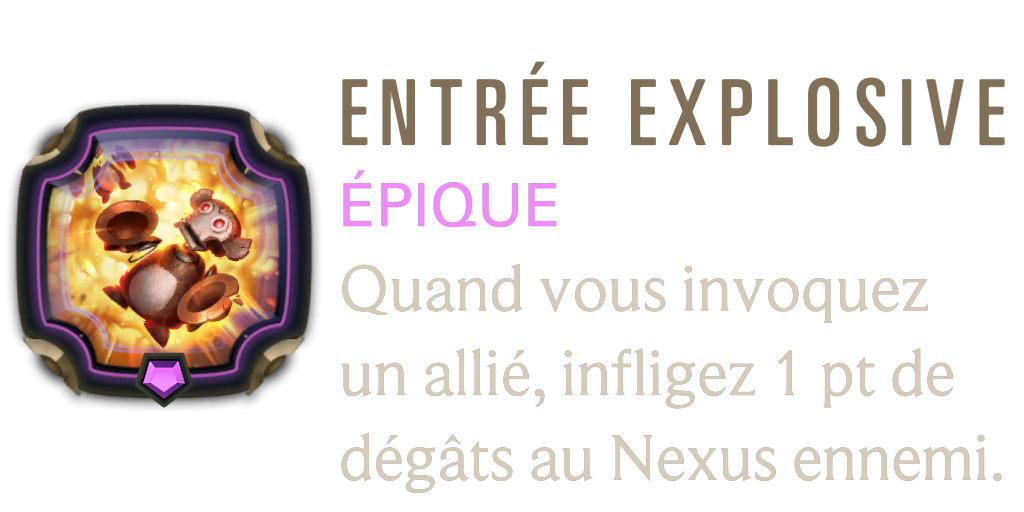 ENTRÉE EXPLOSIVE
ÉPIQUE
Quand vous invoquez
un allié, infligez 1 pt de
dégâts au Nexus ennemi.